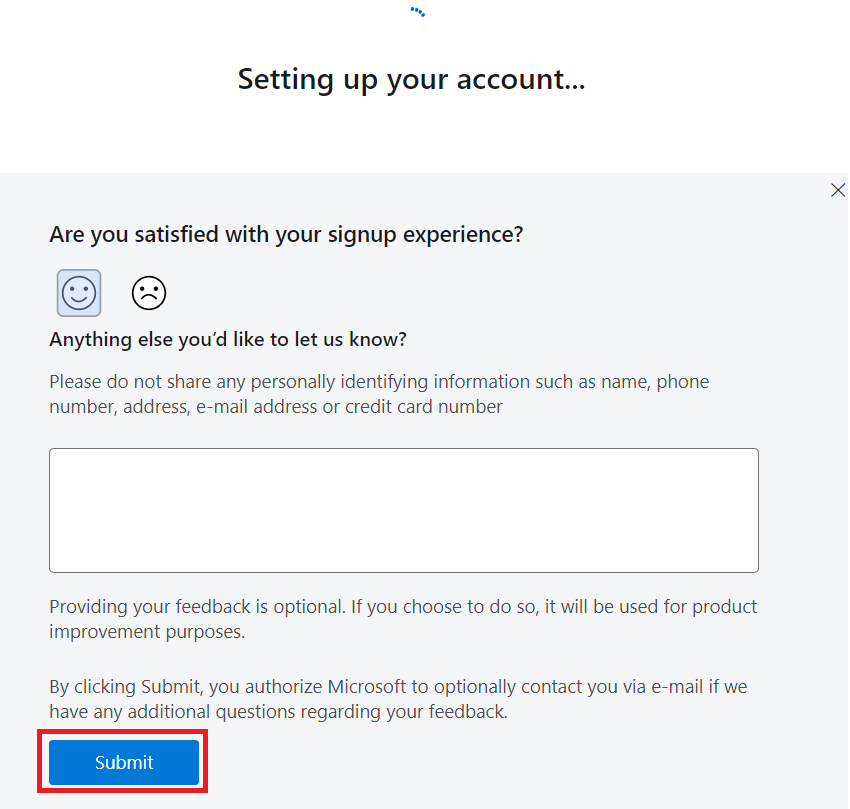 Setting up your account...
Are you satisfied with your signup experience?
Anything else you’d like to let us know?
Please do not share any personally identifying information such as name, phone
number, address, e-mail address or credit card number
Providing your feedback is optional. If you choose to do so, it will be used for product
improvement purposes.
By clicking Submit, you authorize Microsoft to optionally contact you via e-mail if we
have any additional questions regarding your feedback.
Submit